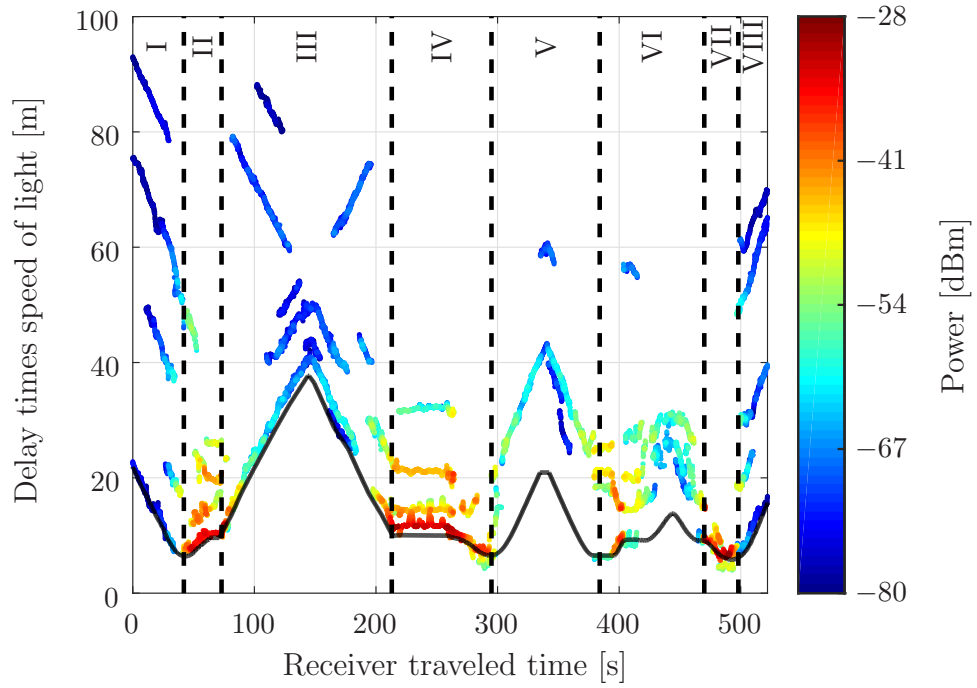 100
80
60
40
20
0
Delay times speed of light [m]
I
II
III
IV
V
VI
VII
VIII
0
100
200
300
400
500
Receiver traveled time [s]
−28
−41
−54
−67
−80
Power [dBm]